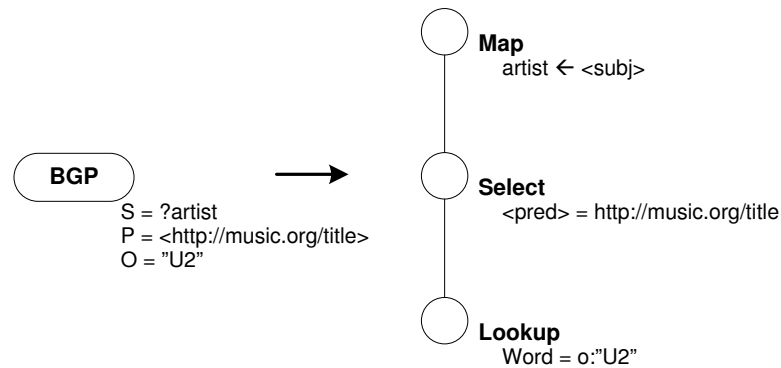 BGP
S = ?artist
P = <http://music.org/title>
O = ”U2”
Map
artist ← <subj>
Select
<pred> = http://music.org/title
Lookup
Word = o:”U2”